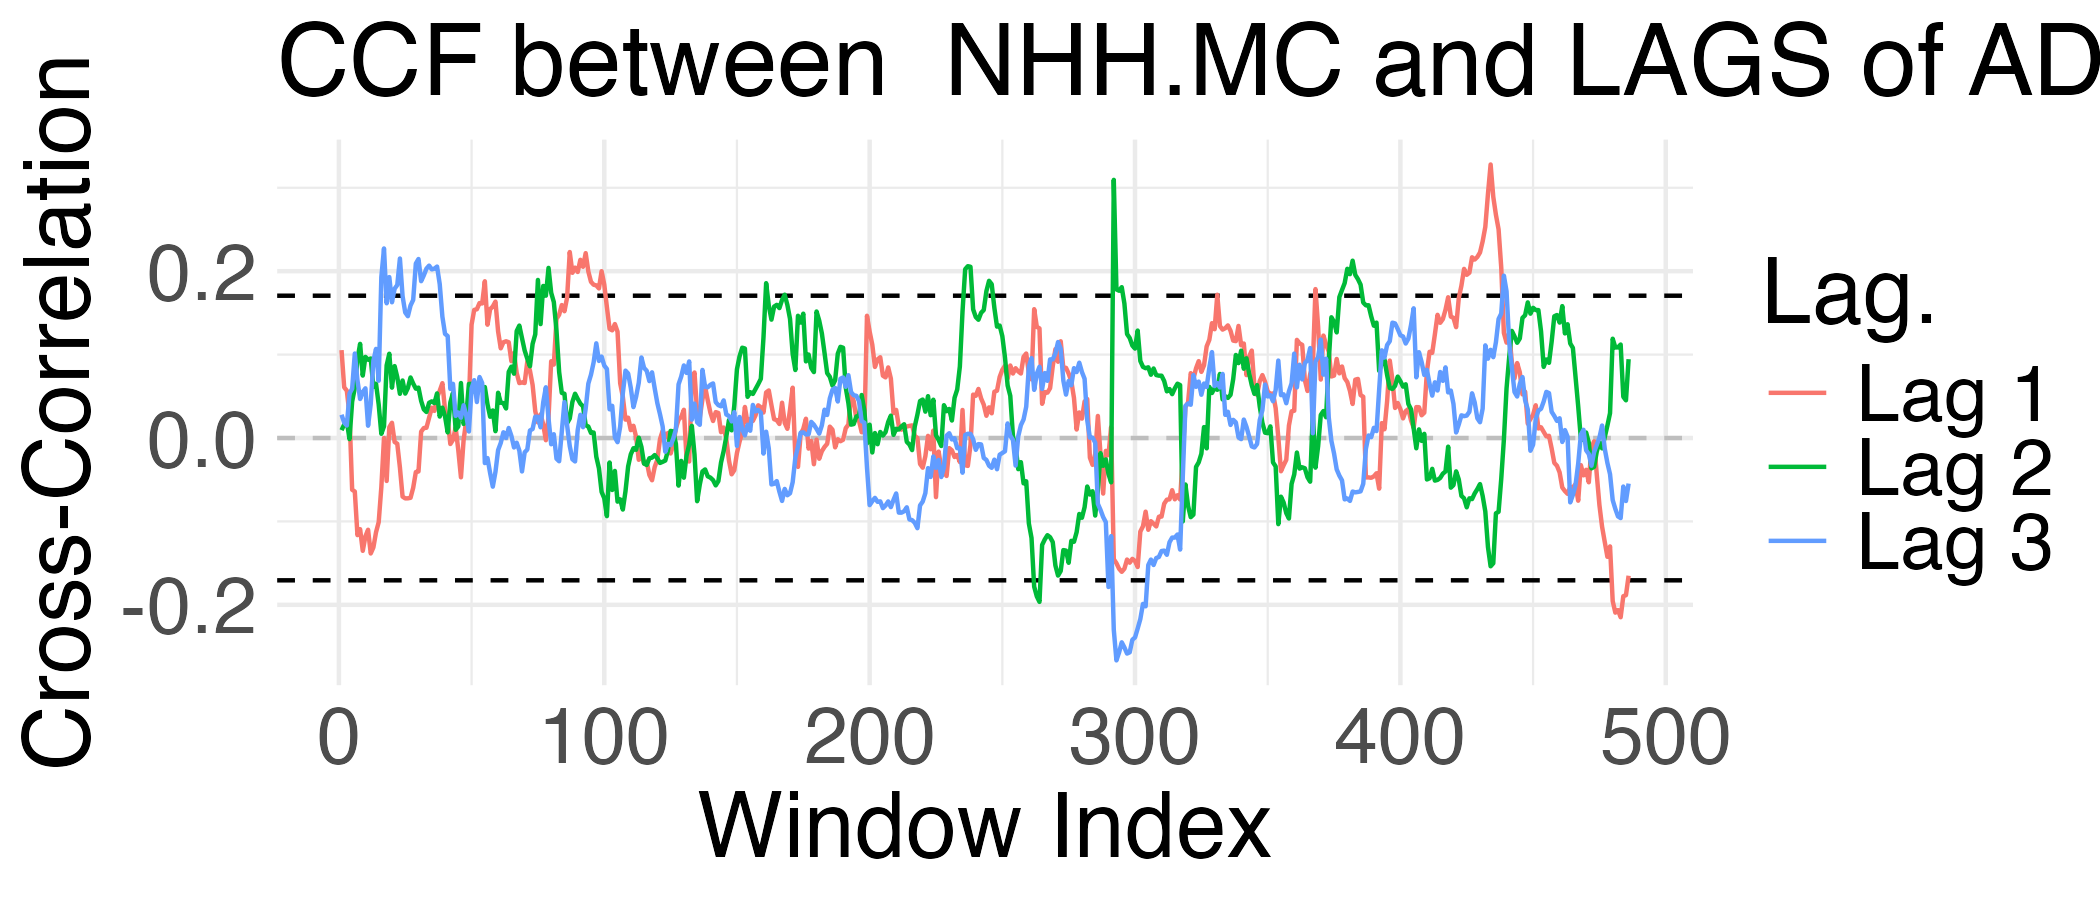 CCF between NHH.MC and LAGS of AD
Cross-Correlation
0.2
0.0
-0.2
0 100 200 300 400 500
Window Index
Lag.
Lag 1
Lag 2
Lag 3